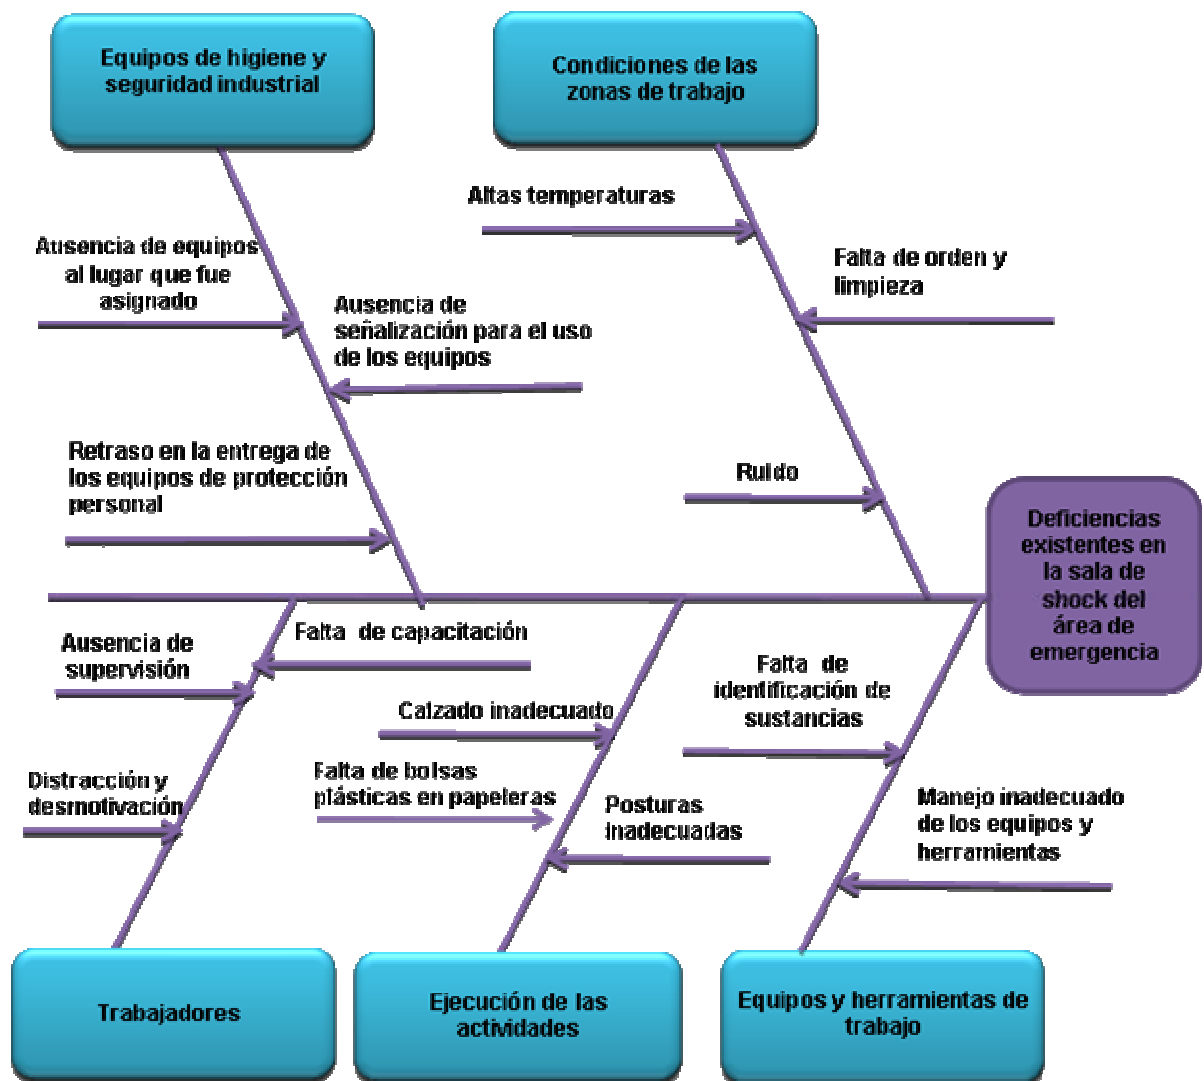 Equipos de higiene y
seguridad industrial
Condiciones de las
zonas de trabajo
Altas temperaturas
Ausencia de equipos
al lugar que fue
asignado
Falta de orden y
limpieza
Ausencia de
señalización para el uso
de los equipos
Retraso en la entrega de
los equipos de protección
personal
Ruido
Deficiencias
existentes en
la sala de
shock del
área de
emergencia
Falta de capacitación
Ausencia de
supervisión
Falta de
identificación de
sustancias
Calzado inadecuado
Distracción y
desmotivación
Falta de bolsas
plásticas en papeleras
Posturas
inadecuadas
Manejo inadecuado
de los equipos y
herramientas
Trabajadores
Ejecución de las
actividades
Equipos y herramientas de
trabajo